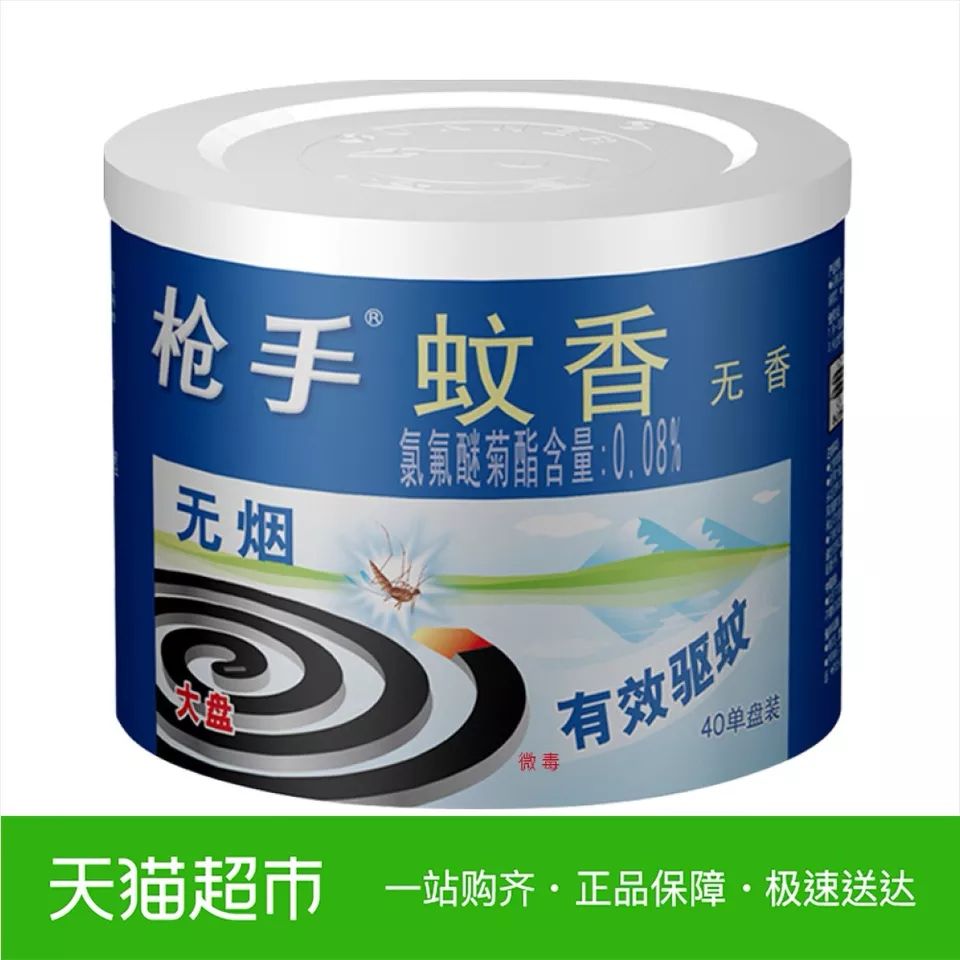 枪手® 蚊香 无香
氯氟醚菊酯含量:0.08%
无烟
大盘
有效驱蚊
40单盘装
微毒
天猫超市 一站购齐·正品保障·极速送达